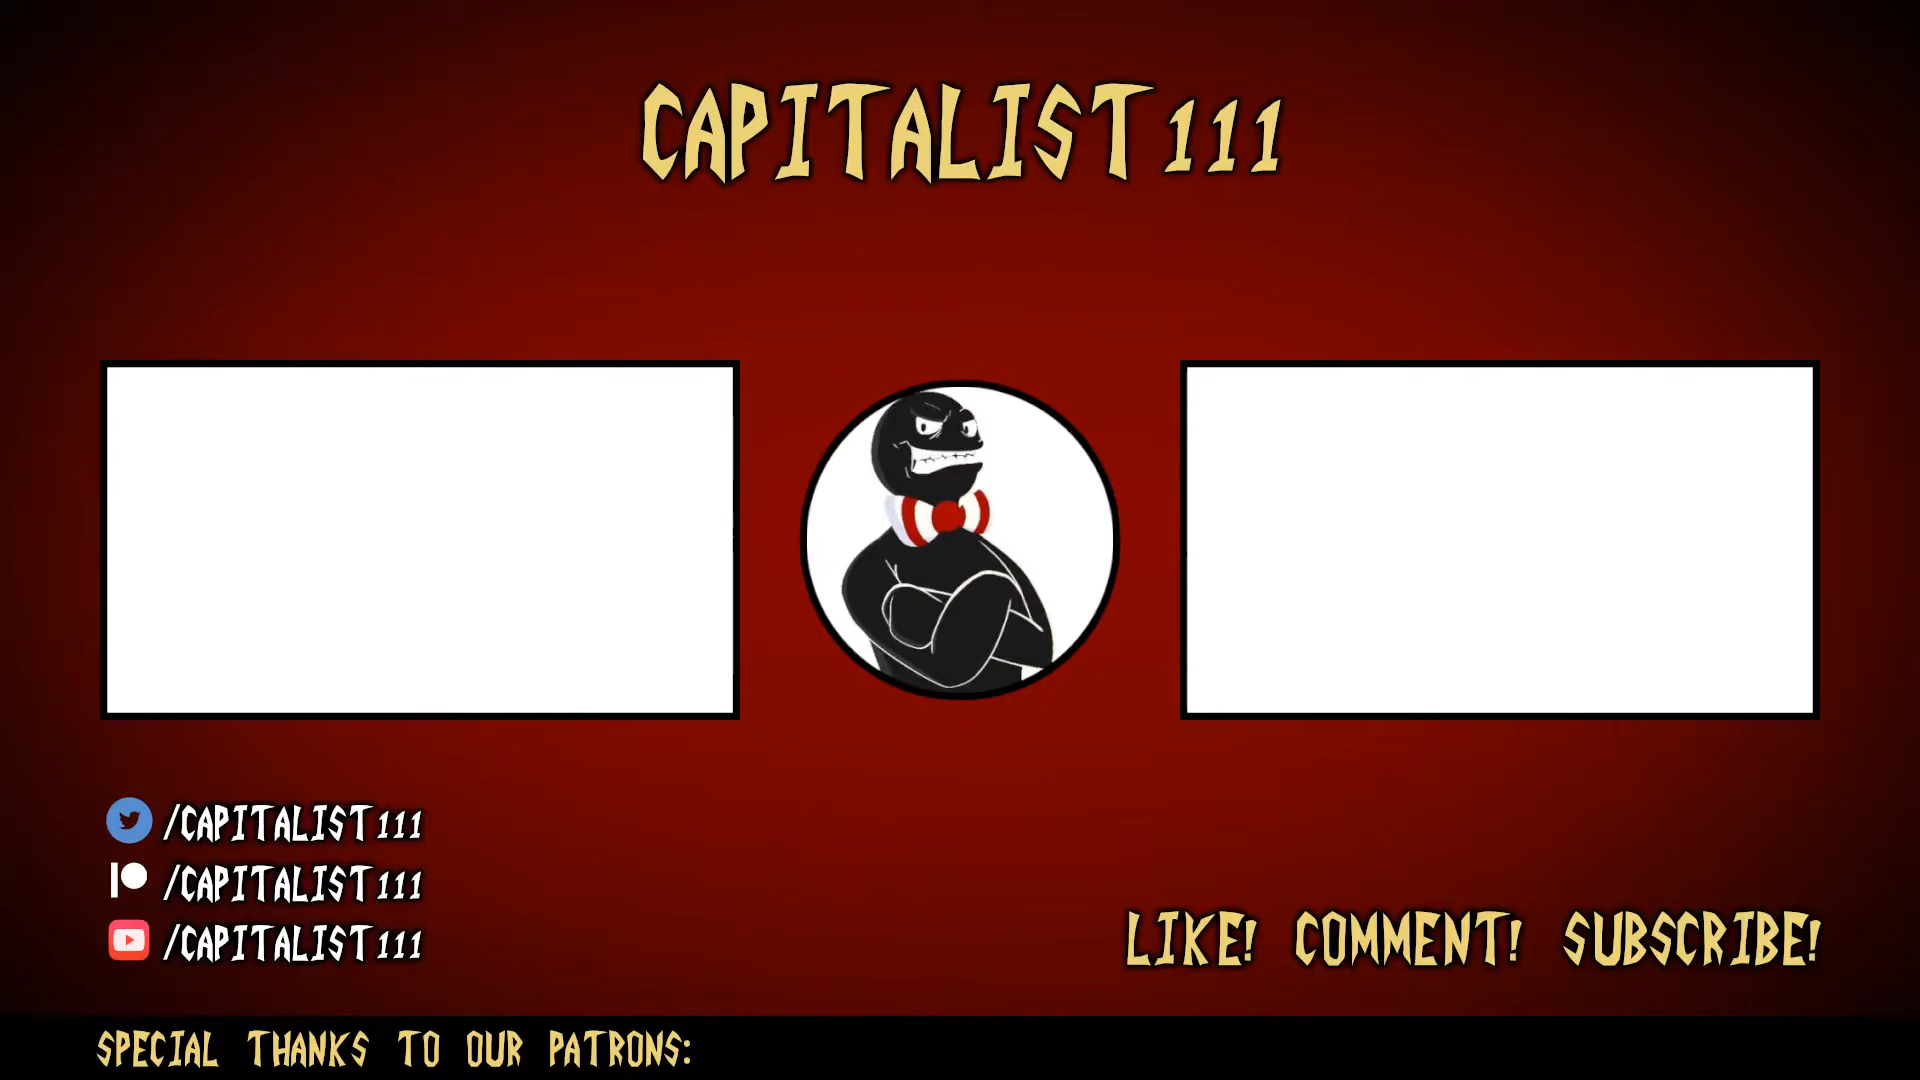 CAPITALIST111
/CAPITALIST111
/CAPITALIST111
/CAPITALIST111
LIKE! COMMENT! SUBSCRIBE!
SPECIAL THANKS TO OUR PATRONS: